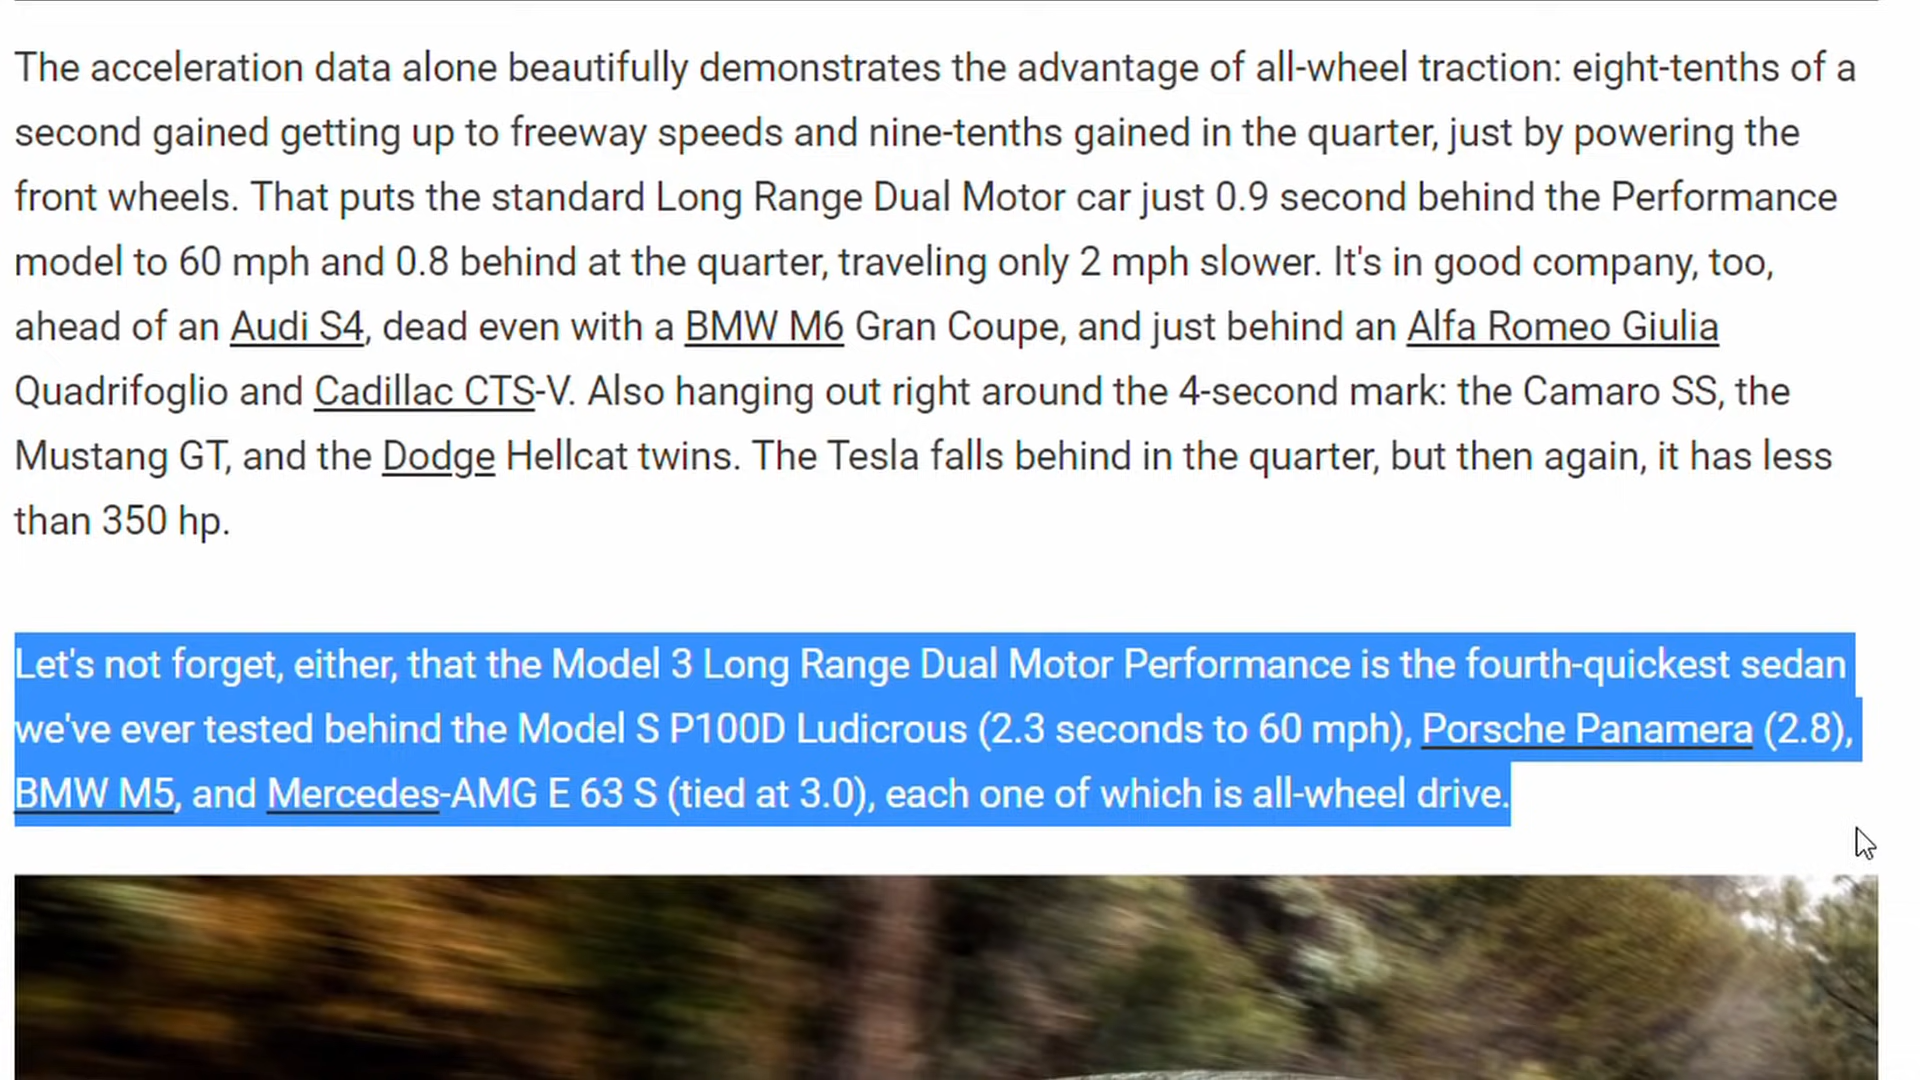 The acceleration data alone beautifully demonstrates the advantage of all-wheel traction: eight-tenths of a
second gained getting up to freeway speeds and nine-tenths gained in the quarter, just by powering the
front wheels. That puts the standard Long Range Dual Motor car just 0.9 second behind the Performance
model to 60 mph and 0.8 behind at the quarter, traveling only 2 mph slower. It's in good company, too,
ahead of an Audi S4, dead even with a BMW M6 Gran Coupe, and just behind an Alfa Romeo Giulia
Quadrifoglio and Cadillac CTS-V. Also hanging out right around the 4-second mark: the Camaro SS, the
Mustang GT, and the Dodge Hellcat twins. The Tesla falls behind in the quarter, but then again, it has less
than 350 hp.
Let's not forget, either, that the Model 3 Long Range Dual Motor Performance is the fourth-quickest sedan
we've ever tested behind the Model S P100D Ludicrous (2.3 seconds to 60 mph), Porsche Panamera (2.8),
BMW M5, and Mercedes-AMG E 63 S (tied at 3.0), each one of which is all-wheel drive.